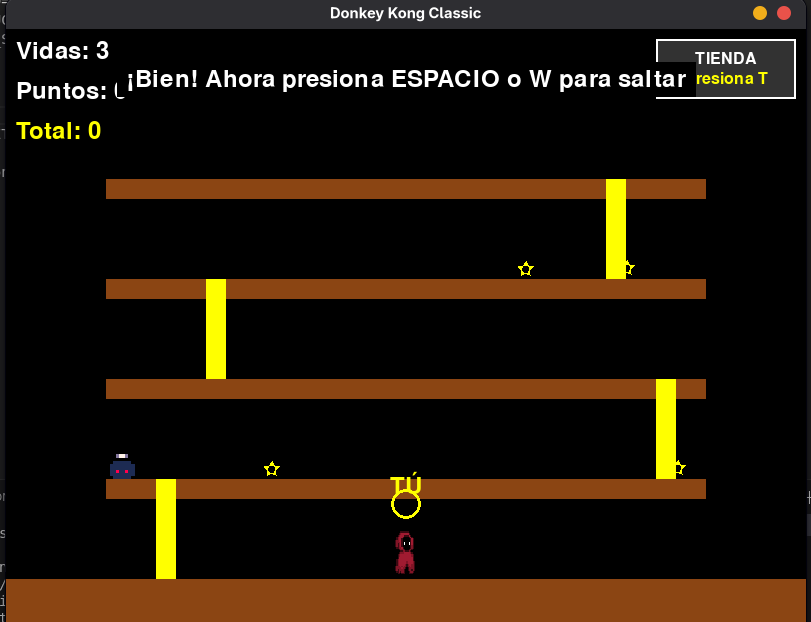 Donkey Kong Classic
Vidas: 3
TIENDA
¡Bien! Ahora presiona ESPACIO o W para saltar
resiona T
Puntos:
Total: 0
TÚ